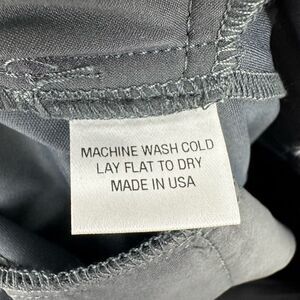 MACHINE WASH COLD
LAY FLAT TO DRY
MADE IN USA